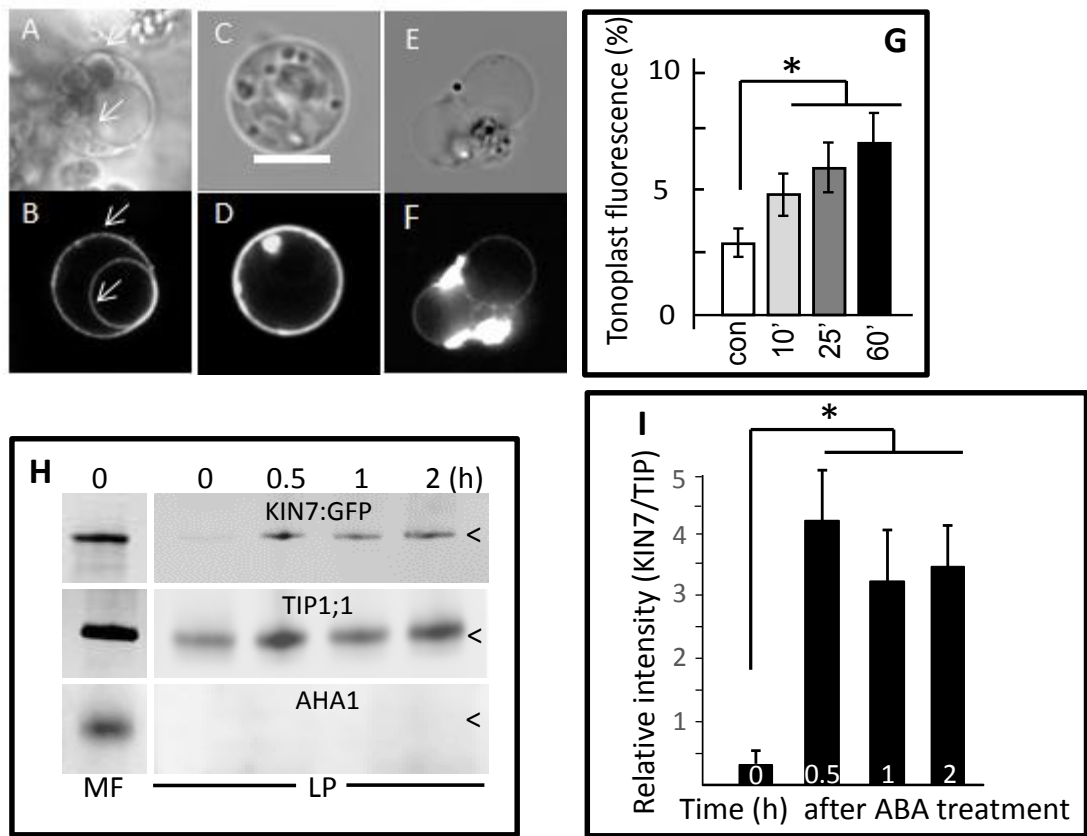 A
C
E
B
D
F
G
Tonoplast fluorescence (%)
10
5
0
*
con
10’
25’
60’
H
0
0 0.5 1 2 (h)
KIN7:GFP
<
TIP1;1
<
AHA1
<
MF
LP
I
Relative intensity (KIN7/TIP)
5
4
3
2
1
*
0
0.5
1
2
Time (h) after ABA treatment